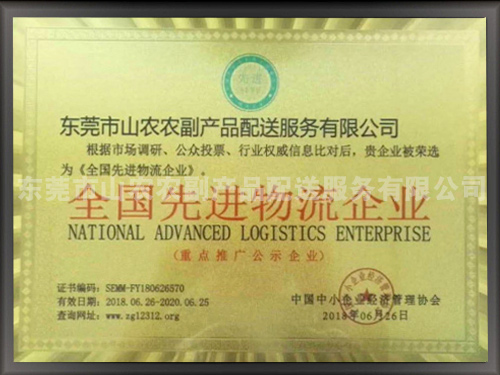 先进
东莞市山农农副产品配送服务有限公司
根据市场调研、公众投票、行业权威信息比对后，贵企业被荣选
为《全国先进物流企业》。
东莞市山农农副产品配送服务有限公司
全国先进物流企业
NATIONAL ADVANCED LOGISTICS ENTERPRISE
(重点推广公示企业)
证书编码：SEMM-FY180626570
有效日期：2018.06.26-2020.06.25
查询网址：www.zg12312.org
中国中小企业经济管理协会
2018年06月26日